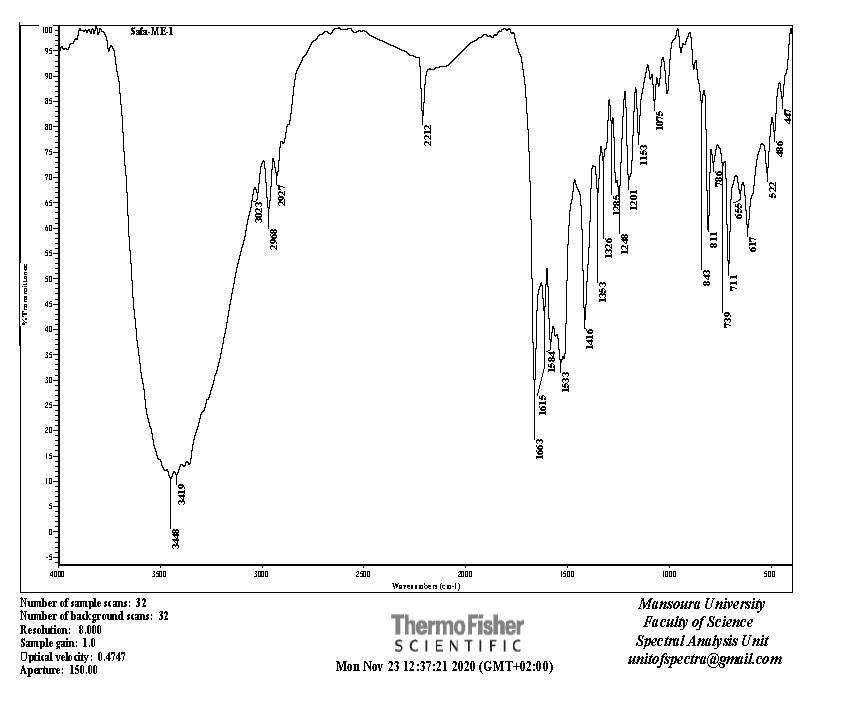 Safa-ME-1
100
95
90
85
80
75
70
65
60
55
50
45
40
35
30
25
20
15
10
5
0
-5
%Transmittance
3448
3419
3023
2968
2927
2212
1663
1615
1584
1533
1416
1353
1326
1285
1248
1201
1153
1075
843
811
786
739
711
655
617
522
486
447
4000 3500 3000 2500 2000 1500 1000 500
Wavenumbers (cm-1)
Number of sample scans: 32
Number of background scans: 32
Resolution: 8.000
Sample gain: 1.0
Optical velocity: 0.4747
Aperture: 150.00
ThermoFisher
SCIENTIFIC
Mon Nov 23 12:37:21 2020 (GMT+02:00)
Mansoura University
Faculty of Science
Spectral Analysis Unit
unitofspectra@gmail.com